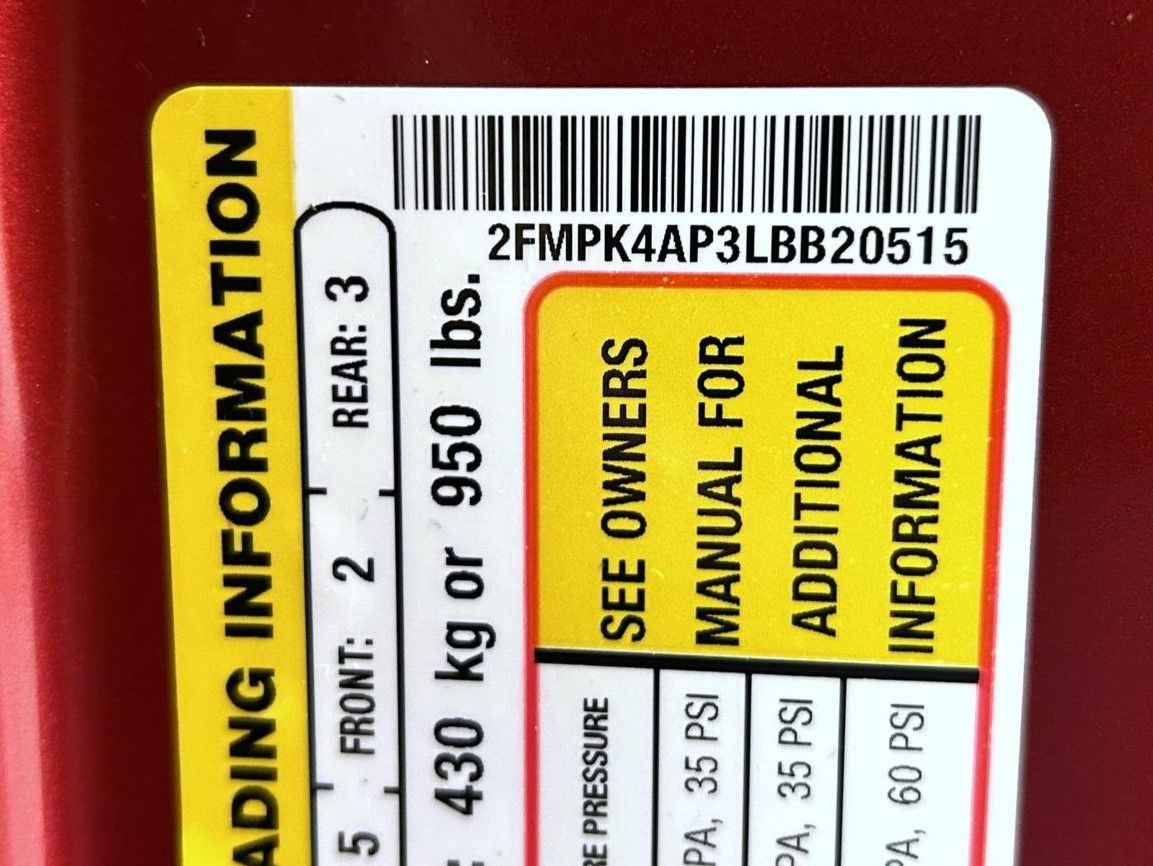 2FMPK4AP3LBB20515
ADING INFORMATION
5 FRONT: 2 REAR: 3
: 430 kg or 950 lbs.
RE PRESSURE
PA, 35 PSI
PA, 35 PSI
PA, 60 PSI
SEE OWNERS
MANUAL FOR
ADDITIONAL
INFORMATION